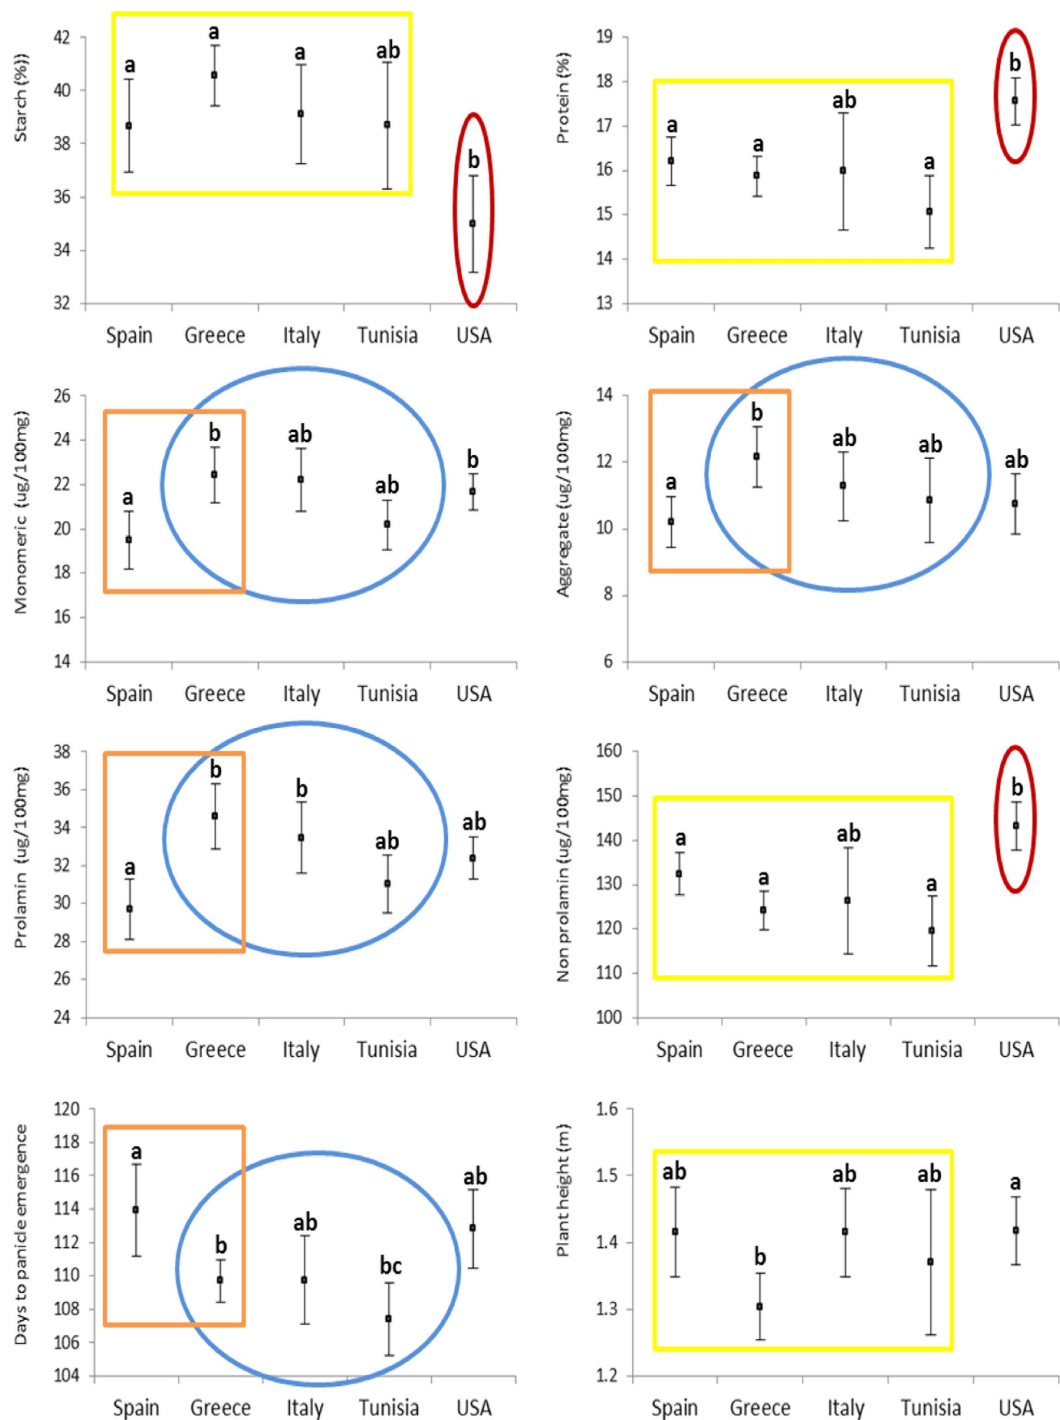 Starch (%))
42
40
38
36
34
32
a
a
a
ab
b
Spain Greece Italy Tunisia USA
Protein (%)
19
18
17
16
15
14
13
a
a
ab
a
b
Spain Greece Italy Tunisia USA
Monomeric (ug/100mg)
26
24
22
20
18
16
14
a
b
ab
ab
b
Spain Greece Italy Tunisia USA
Aggregate (ug/100mg)
14
12
10
8
6
a
b
ab
ab
ab
Spain Greece Italy Tunisia USA
Prolamin (ug/100mg)
38
36
34
32
30
28
26
24
a
b
b
ab
ab
Spain Greece Italy Tunisia USA
Non prolamin (ug/100mg)
160
150
140
130
120
110
100
a
a
ab
a
b
Spain Greece Italy Tunisia USA
Days to panicle emergence
120
118
116
114
112
110
108
106
104
a
b
ab
bc
ab
Spain Greece Italy Tunisia USA
Plant height (m)
1.6
1.5
1.4
1.3
1.2
ab
b
ab
ab
a
Spain Greece Italy Tunisia USA